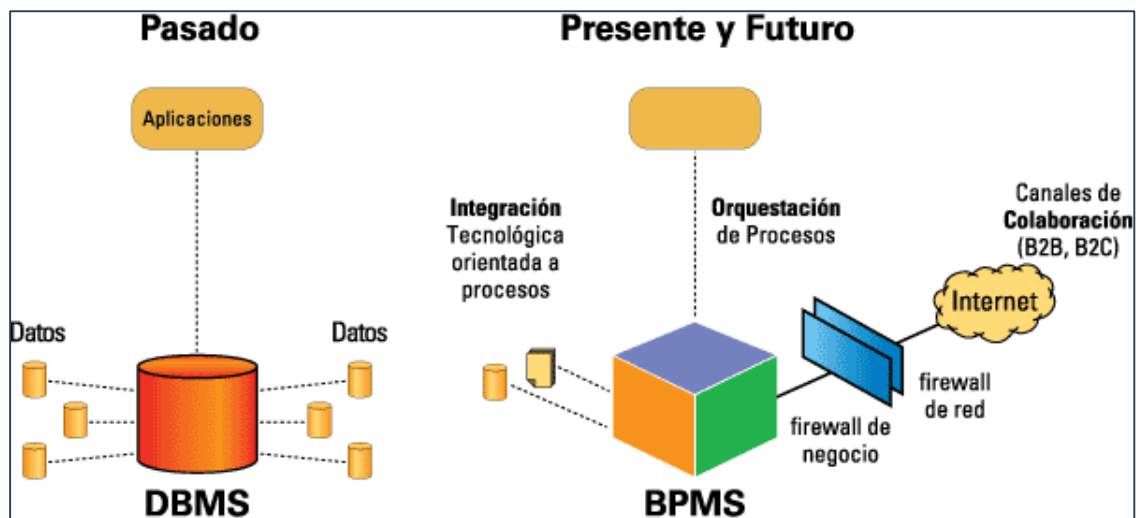 Pasado
Presente y Futuro
Aplicaciones
Integración
Tecnológica
orientada a
procesos
Orquestación
de Procesos
Canales de
Colaboración
(B2B, B2C)
Internet
Datos
Datos
firewall
de red
firewall de
negocio
DBMS
BPMS